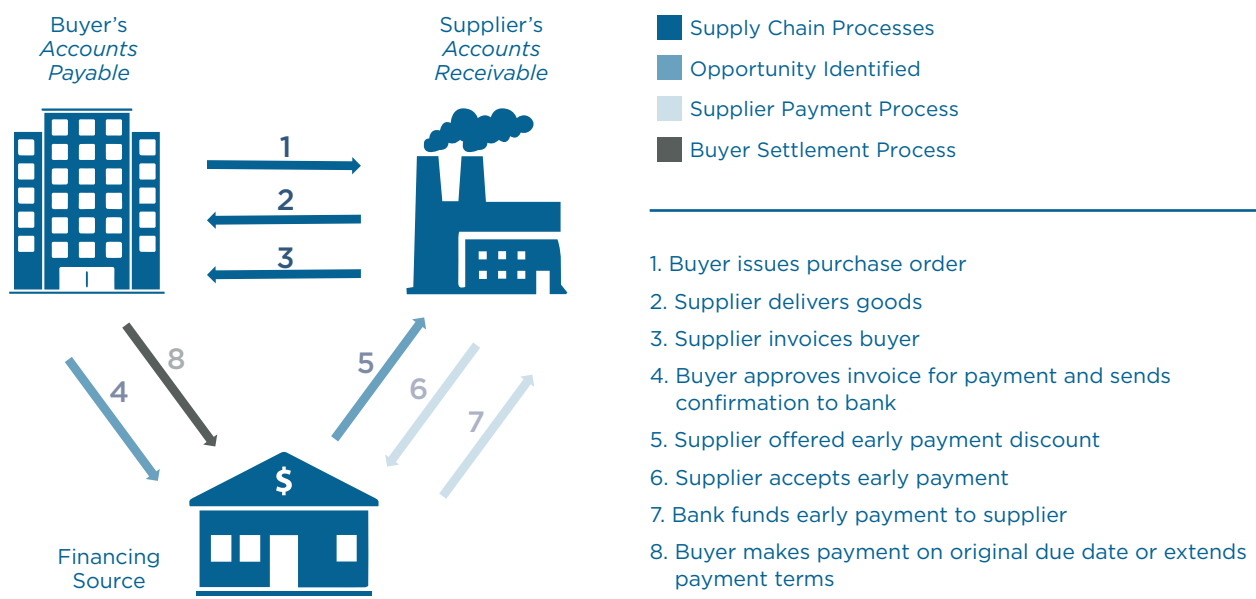 Buyer's
Accounts
Payable
Supplier's
Accounts
Receivable
1
2
3
4
8
5
6
7
$
Financing
Source
Supply Chain Processes
Opportunity Identified
Supplier Payment Process
Buyer Settlement Process
1. Buyer issues purchase order
2. Supplier delivers goods
3. Supplier invoices buyer
4. Buyer approves invoice for payment and sends
confirmation to bank
5. Supplier offered early payment discount
6. Supplier accepts early payment
7. Bank funds early payment to supplier
8. Buyer makes payment on original due date or extends
payment terms